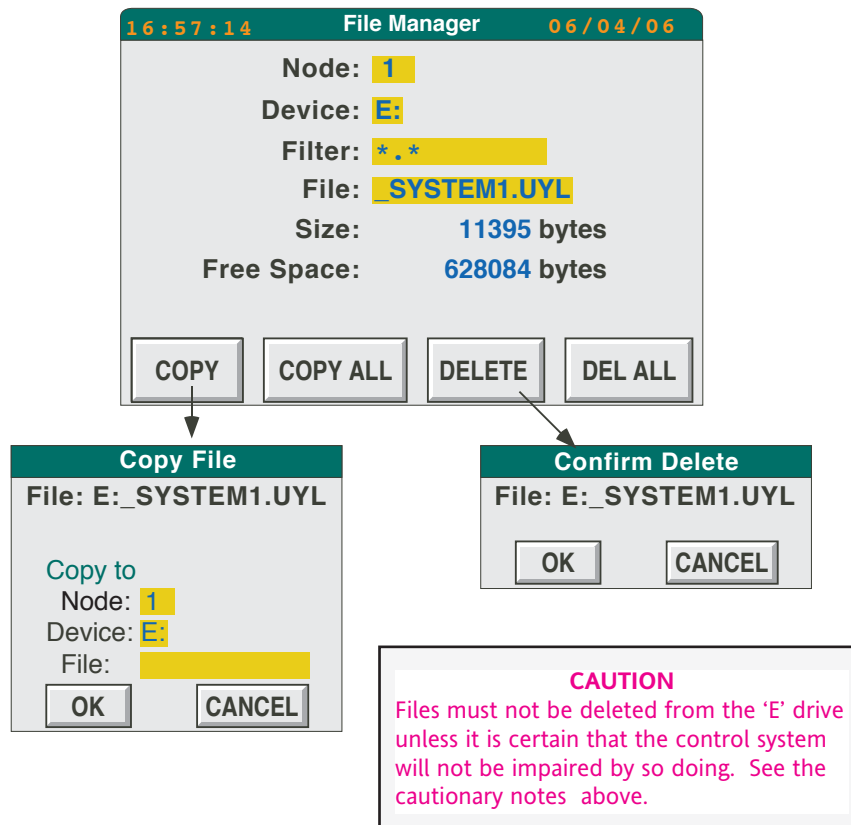 16:57:14 File Manager 06/04/06
Node: 1
Device: E:
Filter: *.*
File: _SYSTEM1.UYL
Size: 11395 bytes
Free Space: 628084 bytes
COPY COPY ALL DELETE DEL ALL
Copy File
File: E:_SYSTEM1.UYL
Copy to
Node: 1
Device: E:
File:
OK CANCEL
Confirm Delete
File: E:_SYSTEM1.UYL
OK CANCEL
CAUTION
Files must not be deleted from the ‘E’ drive
unless it is certain that the control system
will not be impaired by so doing. See the
cautionary notes above.